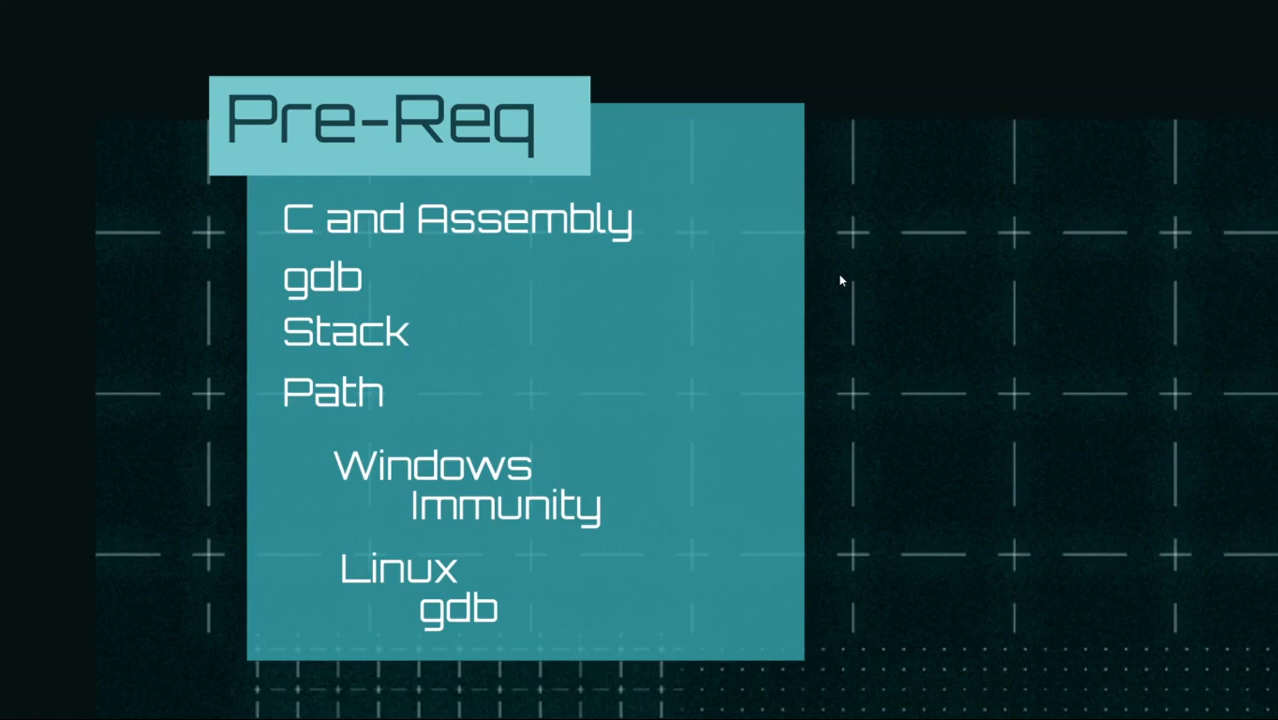 Pre-Req
C and Assembly
gdb
Stack
Path
Windows
Immunity
Linux
gdb